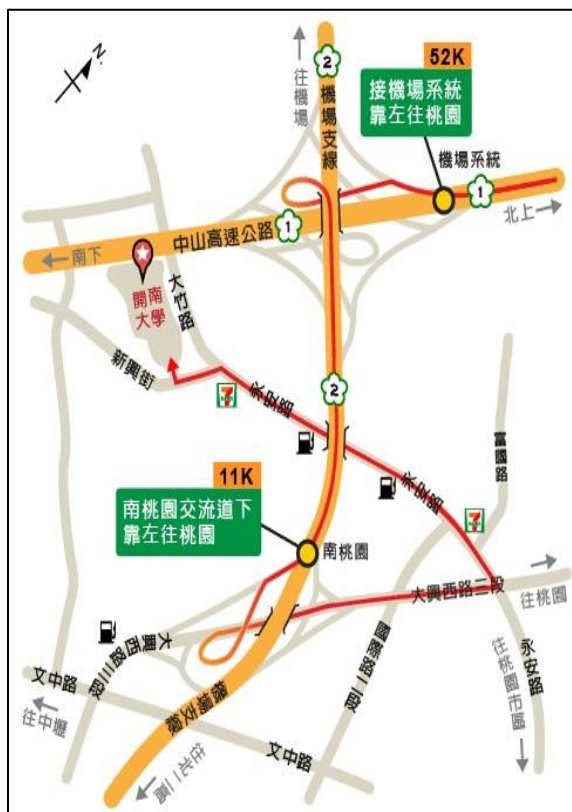 N
2
往機場
機場支線
52K
接機場系統
靠左往桃園
機場系統
1
北上
中山高速公路
1
南下
開南
大學
大竹路
新興街
7
永安路
2
富國路
11K
南桃園交流道下
靠左往桃園
永安路
7
南桃園
大興西路二段
往桃園
大興西路三段
國際路二段
永安路
往桃園市區
文中路
往中壢
機場支線
文中路
往北二高